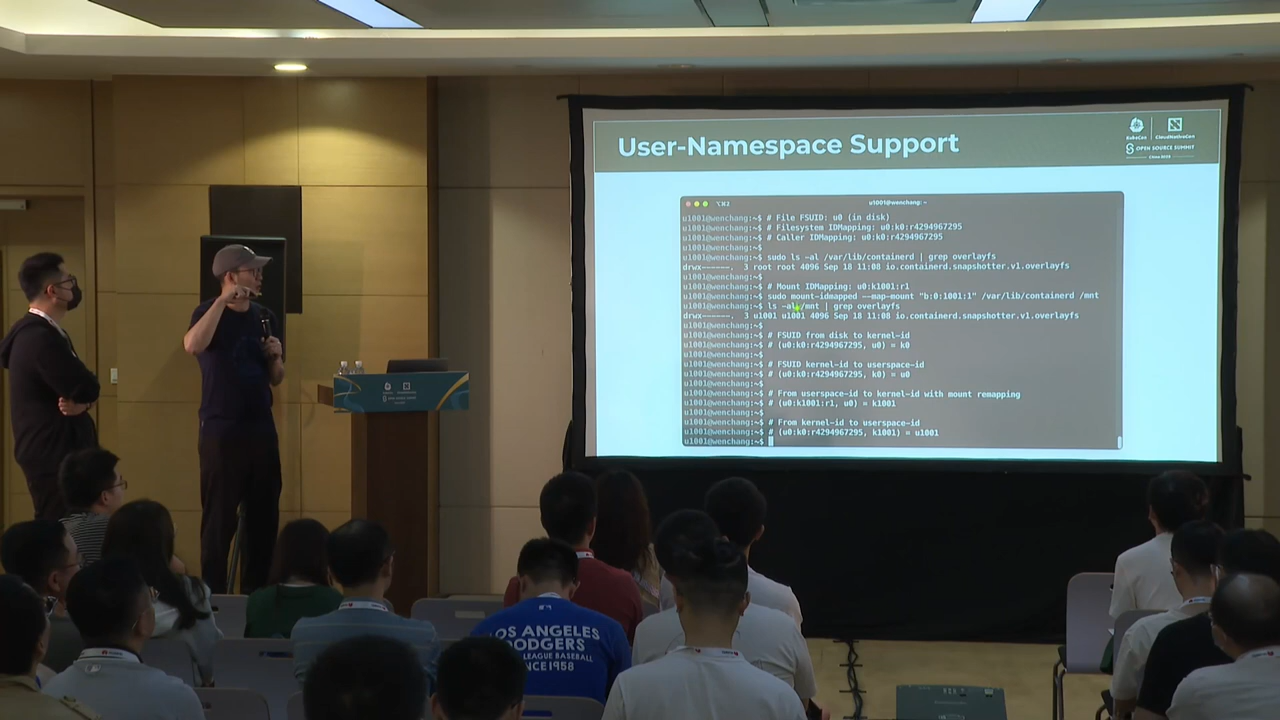 User-Namespace Support
KubeCon
CloudNativeCon
OPEN SOURCE SUMMIT
China 2023
u1001@wenchang: ~
u1001@wenchang:~$ # File FSUID: u0 (in disk)
u1001@wenchang:~$ # Filesystem IDMapping: u0:k0:r4294967295
u1001@wenchang:~$ # Caller IDMapping: u0:k0:r4294967295
u1001@wenchang:~$
u1001@wenchang:~$ sudo ls -al /var/lib/containerd | grep overlayfs
drwx------. 3 root root 4096 Sep 18 11:08 io.containerd.snapshotter.v1.overlayfs
u1001@wenchang:~$
u1001@wenchang:~$ # Mount IDMapping: u0:k1001:r1
u1001@wenchang:~$ sudo mount-idmapped --map-mount "b:0:1001:1" /var/lib/containerd /mnt
u1001@wenchang:~$ ls -al /mnt | grep overlayfs
drwx------. 3 u1001 u1001 4096 Sep 18 11:08 io.containerd.snapshotter.v1.overlayfs
u1001@wenchang:~$
u1001@wenchang:~$ # FSUID from disk to kernel-id
u1001@wenchang:~$ # (u0:k0:r4294967295, u0) = k0
u1001@wenchang:~$
u1001@wenchang:~$ # FSUID kernel-id to userspace-id
u1001@wenchang:~$ # (u0:k0:r4294967295, k0) = u0
u1001@wenchang:~$
u1001@wenchang:~$ # From userspace-id to kernel-id with mount remapping
u1001@wenchang:~$ # (u0:k1001:r1, u0) = k1001
u1001@wenchang:~$
u1001@wenchang:~$ # From kernel-id to userspace-id
u1001@wenchang:~$ # (u0:k0:r4294967295, k1001) = u1001
u1001@wenchang:~$
LOS ANGELES
DODGERS
LEAGUE BASEBALL
SINCE 1958